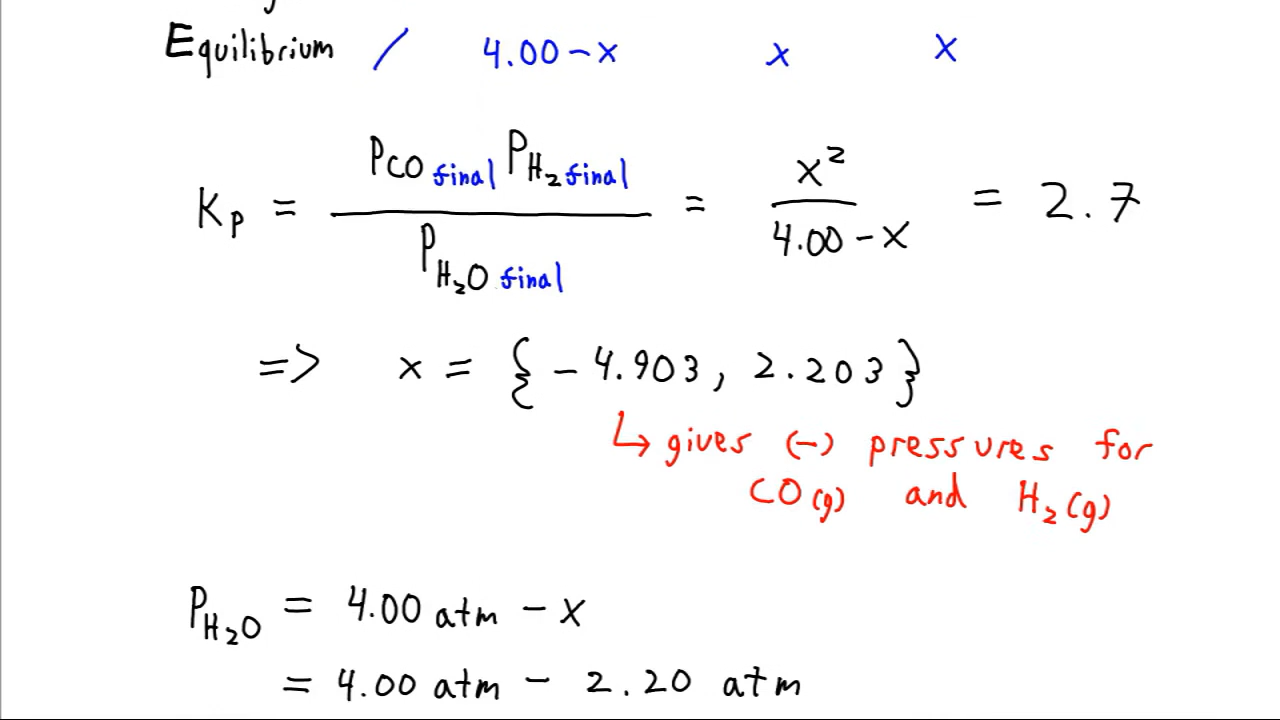 Equilibrium / 4.00-x x x
Kp = PCO final PH2 final / PH2O final = x² / 4.00-x = 2.7
=> x = {-4.903, 2.203}
↳ gives (-) pressures for
CO(g) and H2(g)
PH2O = 4.00 atm - x
= 4.00 atm - 2.20 atm